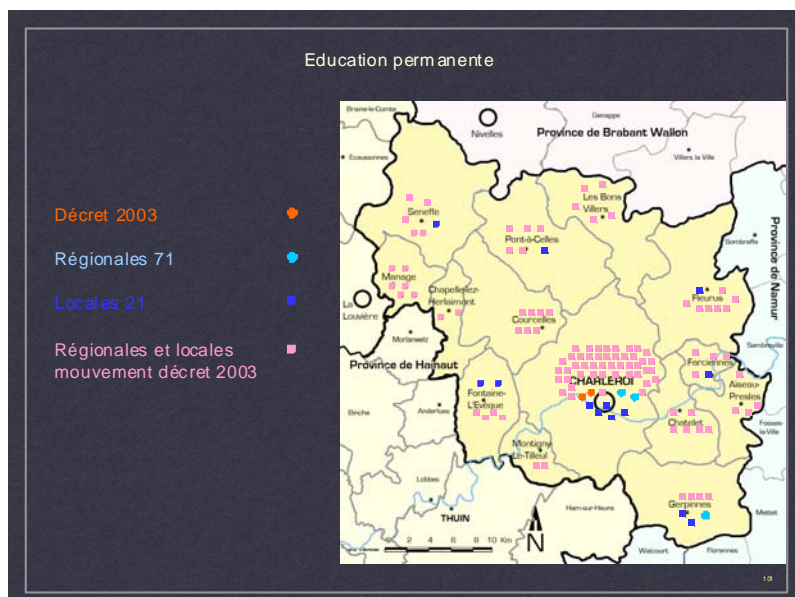 Education permanente
Décret 2003
Régionales 71
Locales 21
Régionales et locales
mouvement décret 2003
Braine-le-Comte
Nivelles
Genappe
Province de Brabant Wallon
Ecaussinnes
Villers la Ville
Seneffe
Les Bons
Villers
Pont-à-Celles
Sombreffe
Province de Namur
Manage
Chapelle-lez-
Herlaimont
La
Louvière
Fleurus
Courcelles
Morlanwelz
Province de Hainaut
Farciennes
Sambreville
CHARLEROI
Aiseau-
Presles
Fontaine-
L'Evêque
Binche
Anderlues
Chatelet
Fosses-
la-Ville
Montigny-
Le-Tilleul
Lobbes
Gerpinnes
THUIN
Ham-sur-Heure
Mettet
0 2 4 6 8 10 Km
N
Walcourt
Florennes
101